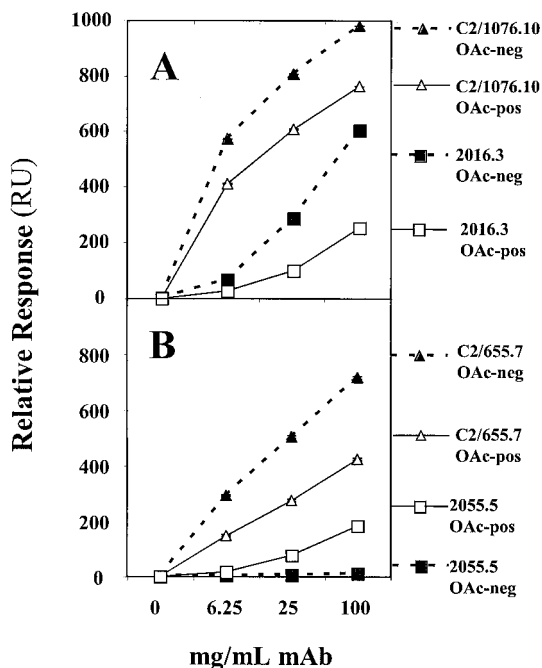 A
1000
800
600
400
200
0
C2/1076.10
OAc-neg
C2/1076.10
OAc-pos
2016.3
OAc-neg
2016.3
OAc-pos
B
800
600
400
200
0
C2/655.7
OAc-neg
C2/655.7
OAc-pos
2055.5
OAc-pos
2055.5
OAc-neg
Relative Response (RU)
0 6.25 25 100
mg/mL mAb